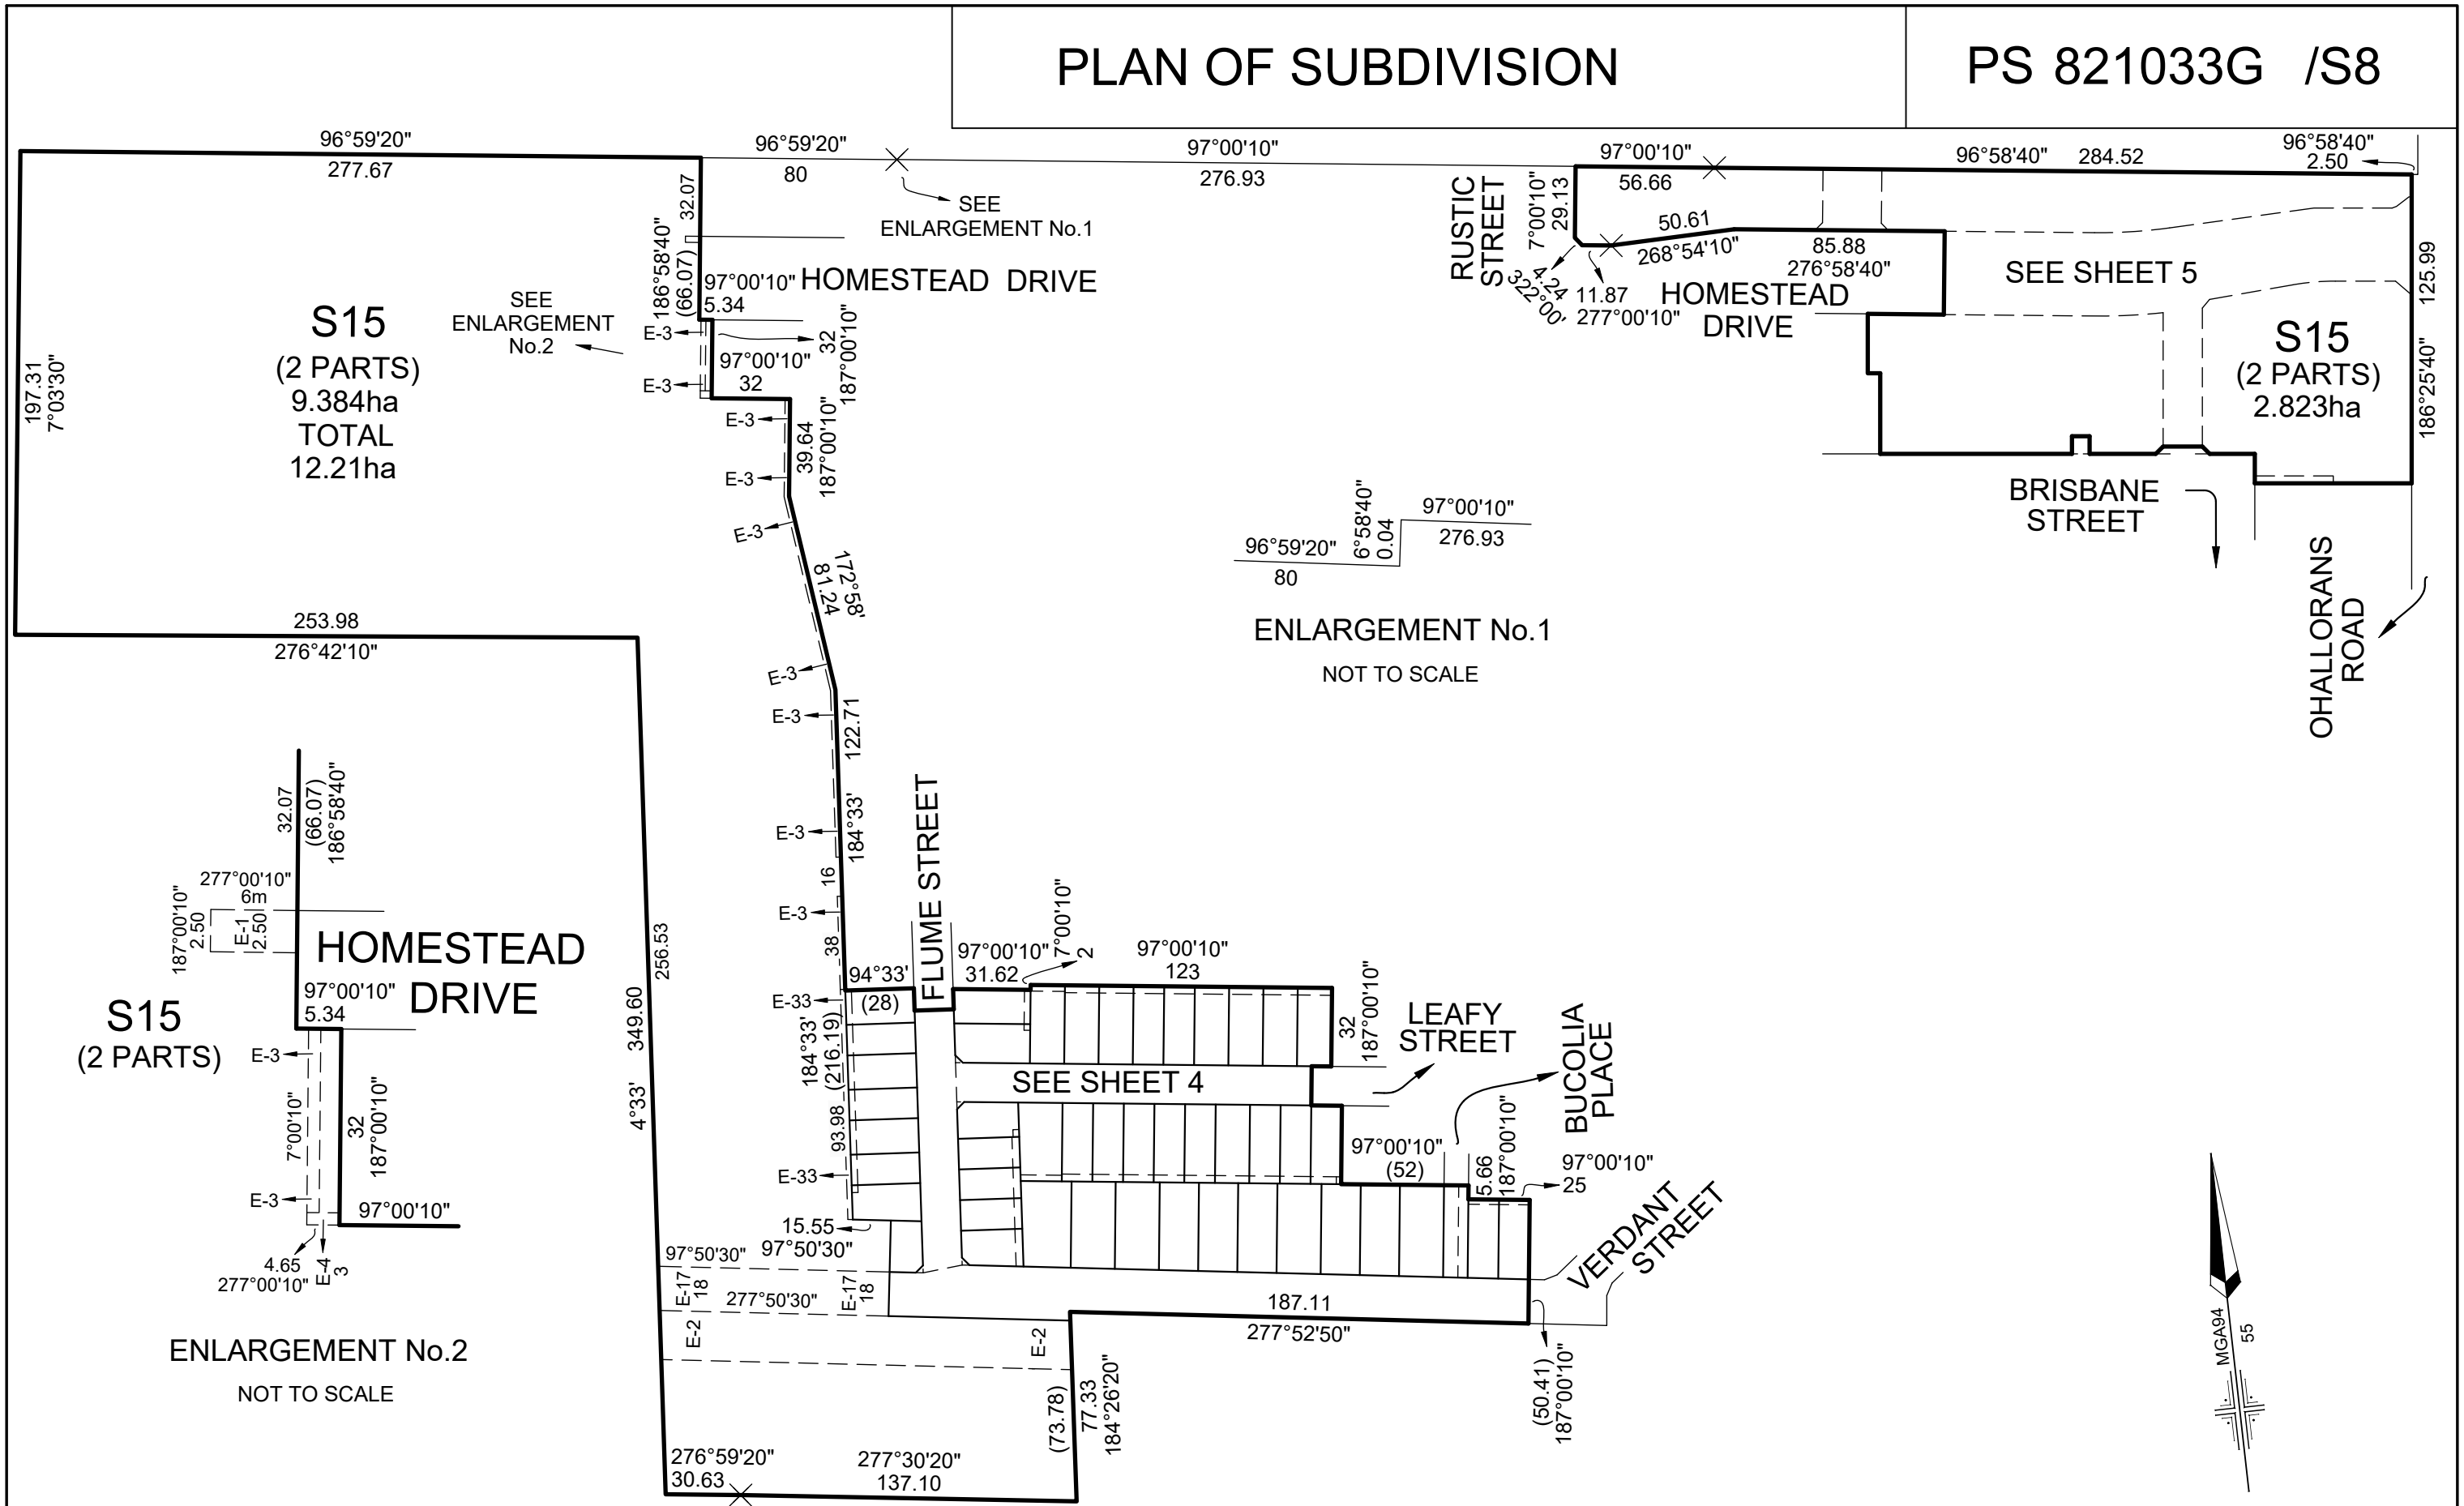 PLAN OF SUBDIVISION
PS 821033G /S8
96°59'20"
277.67
96°59'20"
80
97°00'10"
276.93
97°00'10"
56.66
96°58'40" 284.52
96°58'40"
2.50
SEE
ENLARGEMENT No.1
32.07
186°58'40"
(66.07)
97°00'10"
5.34
HOMESTEAD DRIVE
RUSTIC
STREET
7°00'10"
29.13
50.61
268°54'10"
4.24
322°00'
11.87
277°00'10"
85.88
276°58'40"
HOMESTEAD
DRIVE
SEE SHEET 5
125.99
186°25'40"
S15
(2 PARTS)
2.823ha
S15
(2 PARTS)
9.384ha
TOTAL
12.21ha
197.31
7°03'30"
SEE
ENLARGEMENT
No.2
E-3
E-3
32
187°00'10"
97°00'10"
32
E-3
E-3
39.64
187°00'10"
E-3
172°58'
81.24
E-3
BRISBANE
STREET
OHALLORANS
ROAD
96°59'20"
80
6°58'40"
0.04
97°00'10"
276.93
ENLARGEMENT No.1
NOT TO SCALE
253.98
276°42'10"
E-3
122.71
E-3
184°33'
16
E-3
38
FLUME STREET
32.07
(66.07)
186°58'40"
277°00'10"
6m
187°00'10"
2.50
E-1
2.50
HOMESTEAD
DRIVE
97°00'10"
5.34
S15
(2 PARTS)
E-3
7°00'10"
32
187°00'10"
E-3
97°00'10"
4.65
277°00'10"
E-4
3
ENLARGEMENT No.2
NOT TO SCALE
256.53
4°33' 349.60
94°33'
(28)
97°00'10"
31.62
7°00'10"
2
97°00'10"
123
32
187°00'10"
E-33
184°33'
(216.19)
93.98
E-33
SEE SHEET 4
LEAFY
STREET
BUCOLIA
PLACE
97°00'10"
(52)
5.66
187°00'10"
97°00'10"
25
VERDANT
STREET
15.55
97°50'30"
97°50'30"
E-17
18
277°50'30"
E-17
18
E-2
E-2
187.11
277°52'50"
(50.41)
187°00'10"
(73.78)
77.33
184°26'20"
276°59'20"
30.63
277°30'20"
137.10
MGA94
55